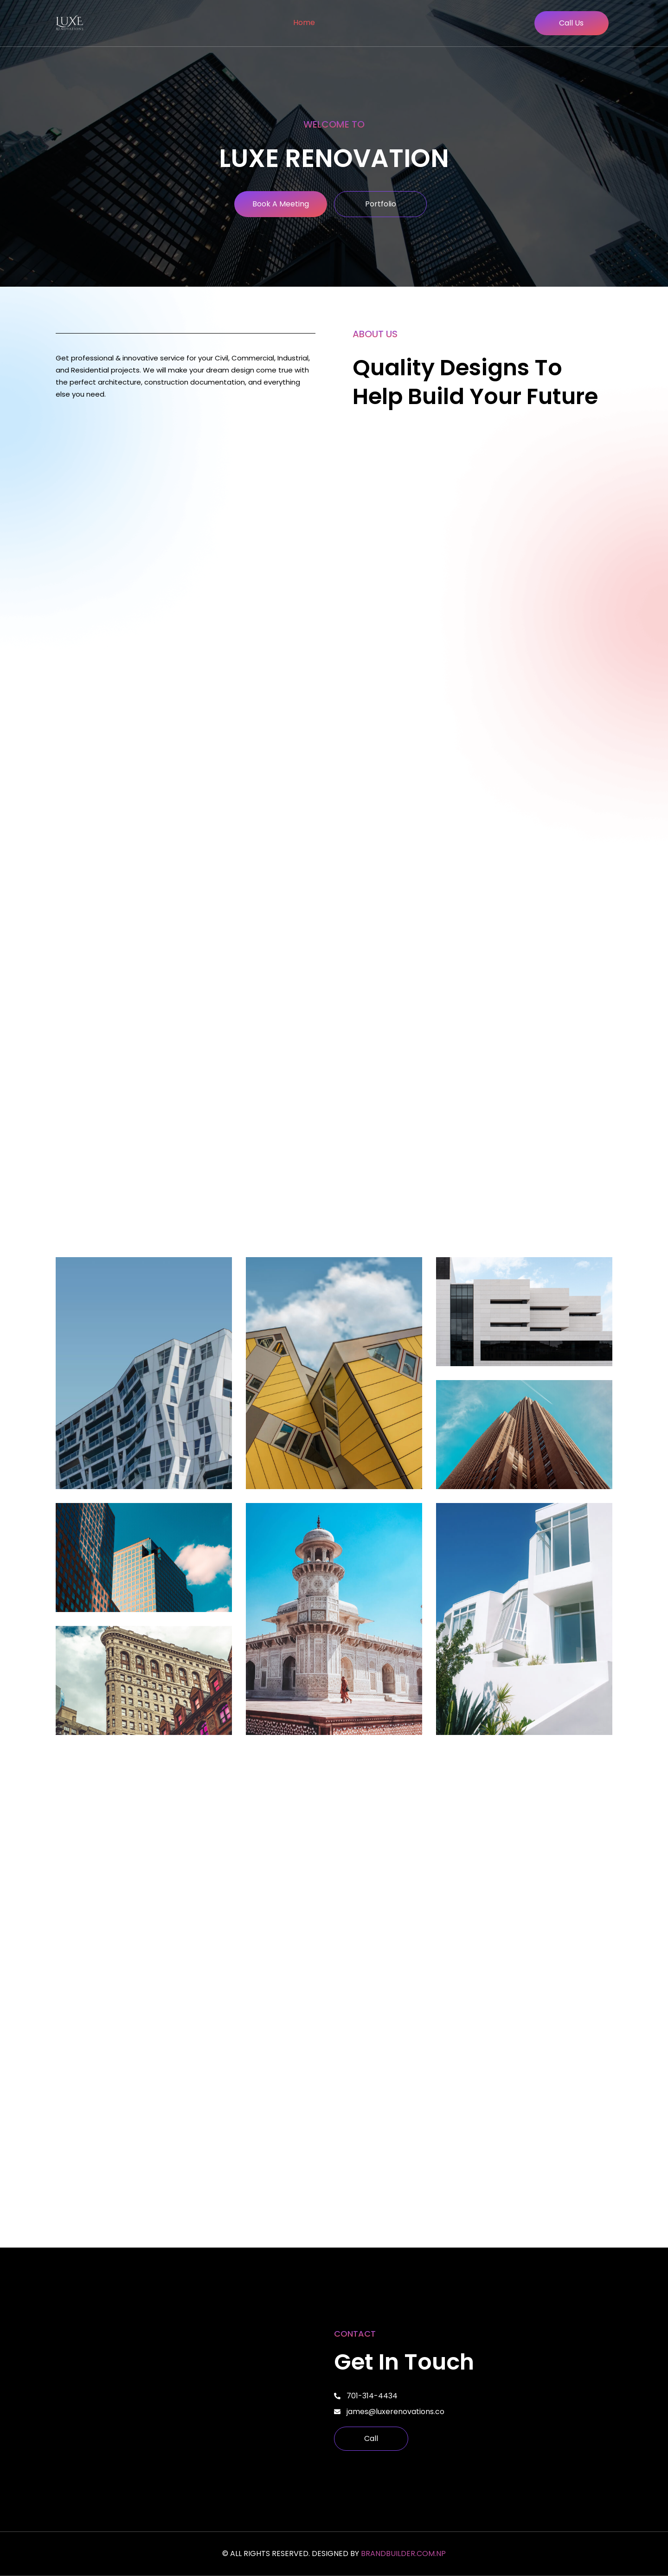 LUXE
RENOVATIONS
Home
Call Us
WELCOME TO
LUXE RENOVATION
Book A Meeting
Portfolio
Get professional & innovative service for your Civil, Commercial, Industrial,
and Residential projects. We will make your dream design come true with
the perfect architecture, construction documentation, and everything
else you need.
ABOUT US
Quality Designs To
Help Build Your Future
CONTACT
Get In Touch
701-314-4434
james@luxerenovations.co
Call
© ALL RIGHTS RESERVED. DESIGNED BY BRANDBUILDER.COM.NP